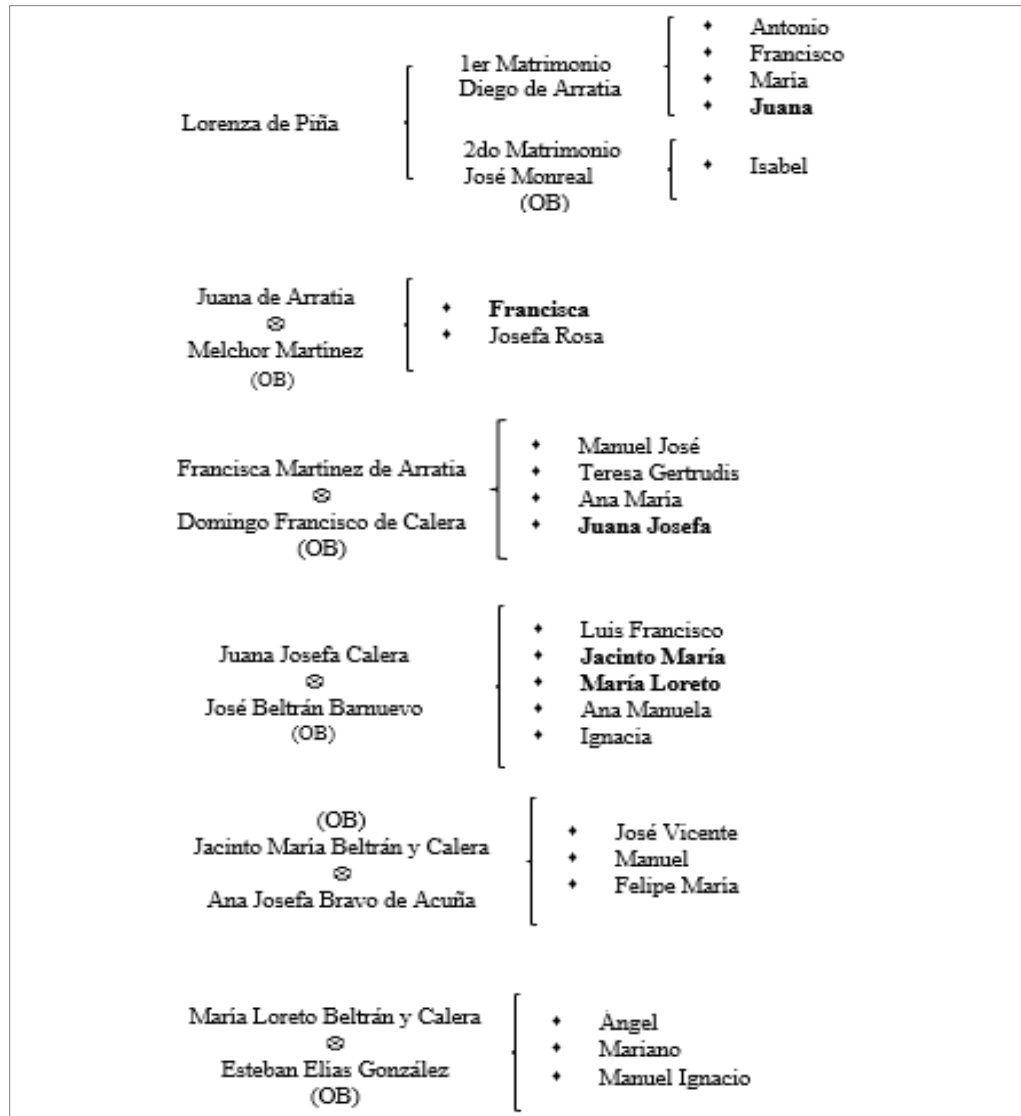 Lorenza de Piña
1er Matrimonio
Diego de Arratia
Antonio
Francisco
María
Juana
2do Matrimonio
José Monreal
(OB)
Isabel
Juana de Arratia
⊗
Melchor Martínez
(OB)
Francisca
Josefa Rosa
Francisca Martínez de Arratia
⊗
Domingo Francisco de Calera
(OB)
Manuel José
Teresa Gertrudis
Ana María
Juana Josefa
Juana Josefa Calera
⊗
José Beltrán Barnuevo
(OB)
Luis Francisco
Jacinto María
María Loreto
Ana Manuela
Ignacia
(OB)
Jacinto María Beltrán y Calera
⊗
Ana Josefa Bravo de Acuña
José Vicente
Manuel
Felipe María
María Loreto Beltrán y Calera
⊗
Esteban Elías González
(OB)
Ángel
Mariano
Manuel Ignacio